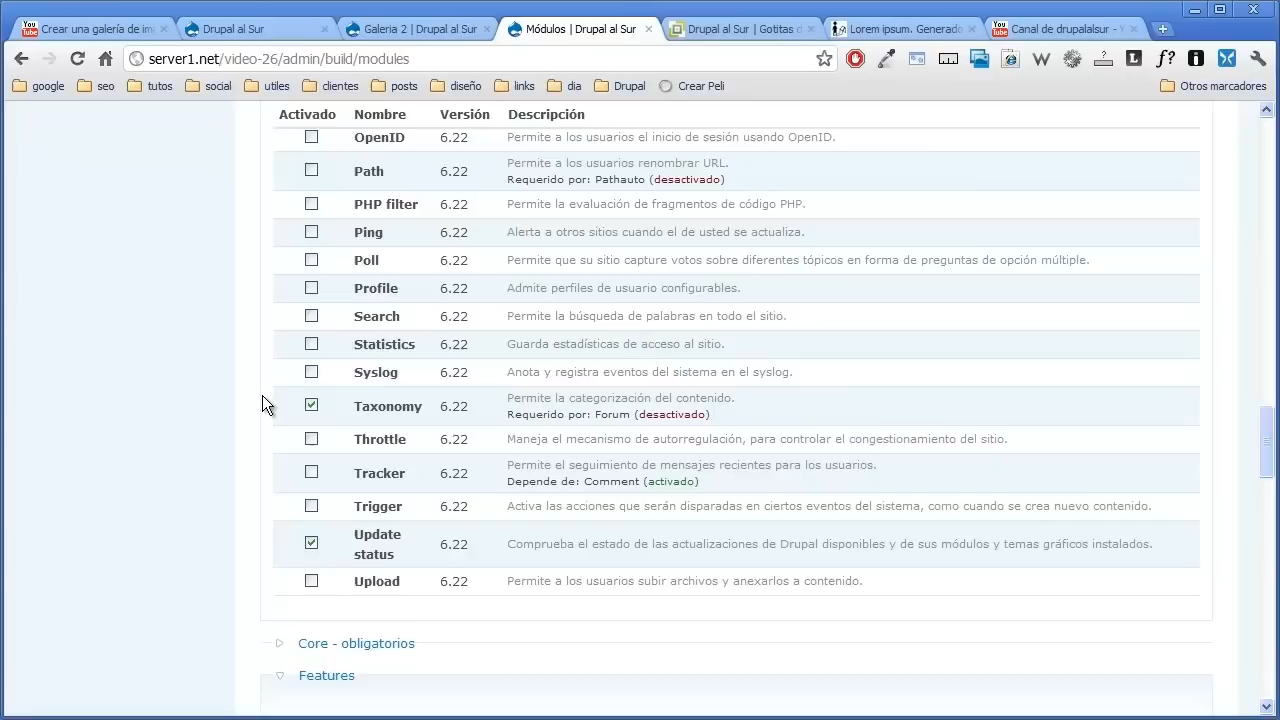 Crear una galería de im
Drupal al Sur
Galeria 2 | Drupal al Sur
Módulos | Drupal al Sur
Drupal al Sur | Gotitas d
Lorem ipsum. Generado
Canal de drupalalsur - Y
server1.net/video-26/admin/build/modules
google
seo
tutos
social
utiles
clientes
posts
diseño
links
dia
Drupal
Crear Peli
Otros marcadores
Activado Nombre Versión Descripción
OpenID 6.22 Permite a los usuarios el inicio de sesión usando OpenID.
Path 6.22 Permite a los usuarios renombrar URL.
Requerido por: Pathauto (desactivado)
PHP filter 6.22 Permite la evaluación de fragmentos de código PHP.
Ping 6.22 Alerta a otros sitios cuando el de usted se actualiza.
Poll 6.22 Permite que su sitio capture votos sobre diferentes tópicos en forma de preguntas de opción múltiple.
Profile 6.22 Admite perfiles de usuario configurables.
Search 6.22 Permite la búsqueda de palabras en todo el sitio.
Statistics 6.22 Guarda estadísticas de acceso al sitio.
Syslog 6.22 Anota y registra eventos del sistema en el syslog.
Taxonomy 6.22 Permite la categorización del contenido.
Requerido por: Forum (desactivado)
Throttle 6.22 Maneja el mecanismo de autorregulación, para controlar el congestionamiento del sitio.
Tracker 6.22 Permite el seguimiento de mensajes recientes para los usuarios.
Depende de: Comment (activado)
Trigger 6.22 Activa las acciones que serán disparadas en ciertos eventos del sistema, como cuando se crea nuevo contenido.
Update status 6.22 Comprueba el estado de las actualizaciones de Drupal disponibles y de sus módulos y temas gráficos instalados.
Upload 6.22 Permite a los usuarios subir archivos y anexarlos a contenido.
Core - obligatorios
Features